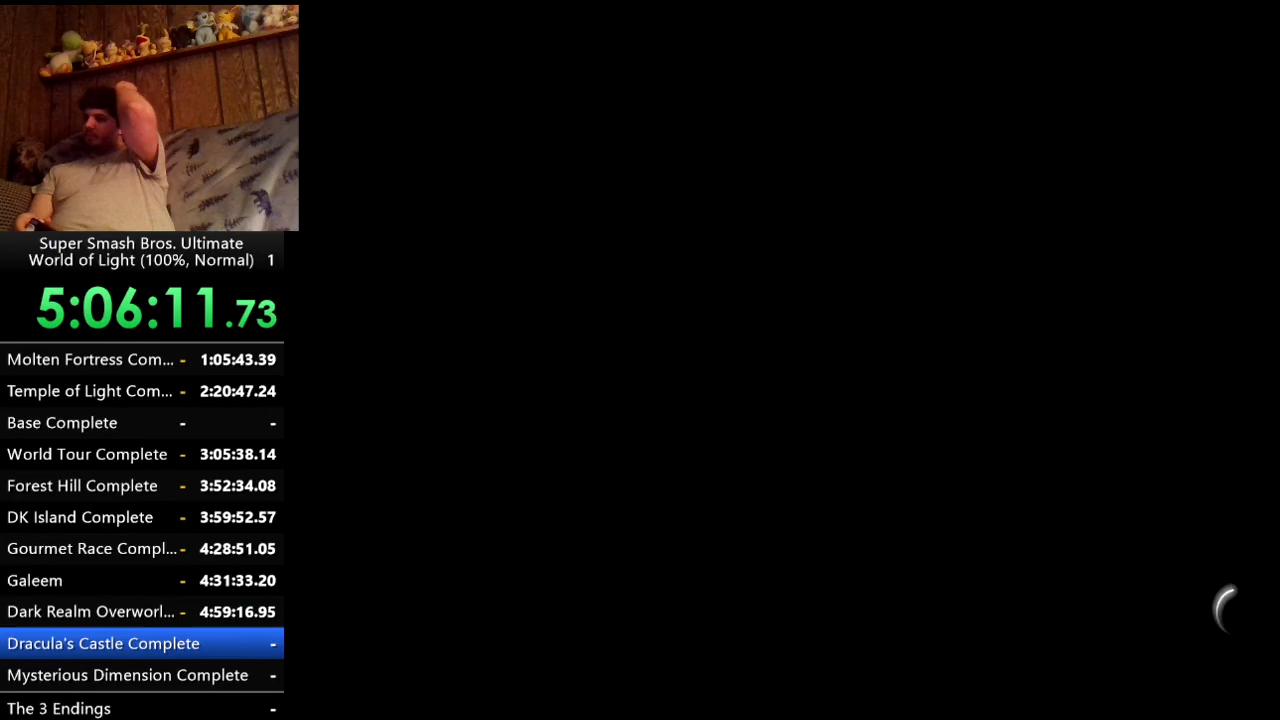 Super Smash Bros. Ultimate
World of Light (100%, Normal) 1
5:06:11.73
Molten Fortress Com... - 1:05:43.39
Temple of Light Com... - 2:20:47.24
Base Complete - -
World Tour Complete - 3:05:38.14
Forest Hill Complete - 3:52:34.08
DK Island Complete - 3:59:52.57
Gourmet Race Compl... - 4:28:51.05
Galeem - 4:31:33.20
Dark Realm Overworl... - 4:59:16.95
Dracula's Castle Complete -
Mysterious Dimension Complete -
The 3 Endings -